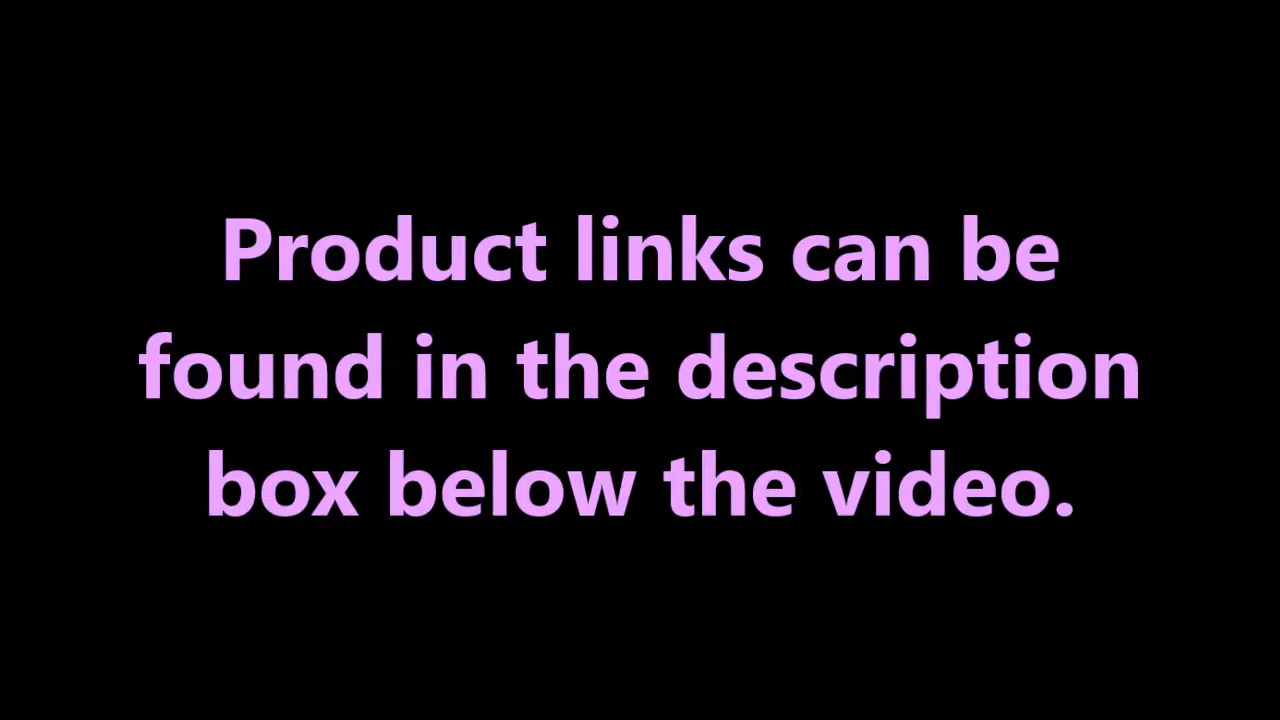 Product links can be
found in the description
box below the video.